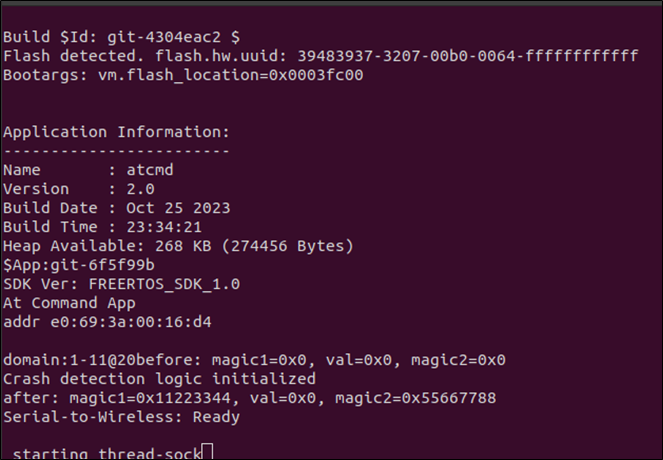 Build $Id: git-4304eac2 $
Flash detected. flash.hw.uuid: 39483937-3207-00b0-0064-ffffffffffff
Bootargs: vm.flash_location=0x0003fc00
Application Information:
------------------------
Name       : atcmd
Version    : 2.0
Build Date : Oct 25 2023
Build Time : 23:34:21
Heap Available: 268 KB (274456 Bytes)
$App:git-6f5f99b
SDK Ver: FREERTOS_SDK_1.0
At Command App
addr e0:69:3a:00:16:d4
domain:1-11@20before: magic1=0x0, val=0x0, magic2=0x0
Crash detection logic initialized
after: magic1=0x11223344, val=0x0, magic2=0x55667788
Serial-to-Wireless: Ready
starting thread-sock